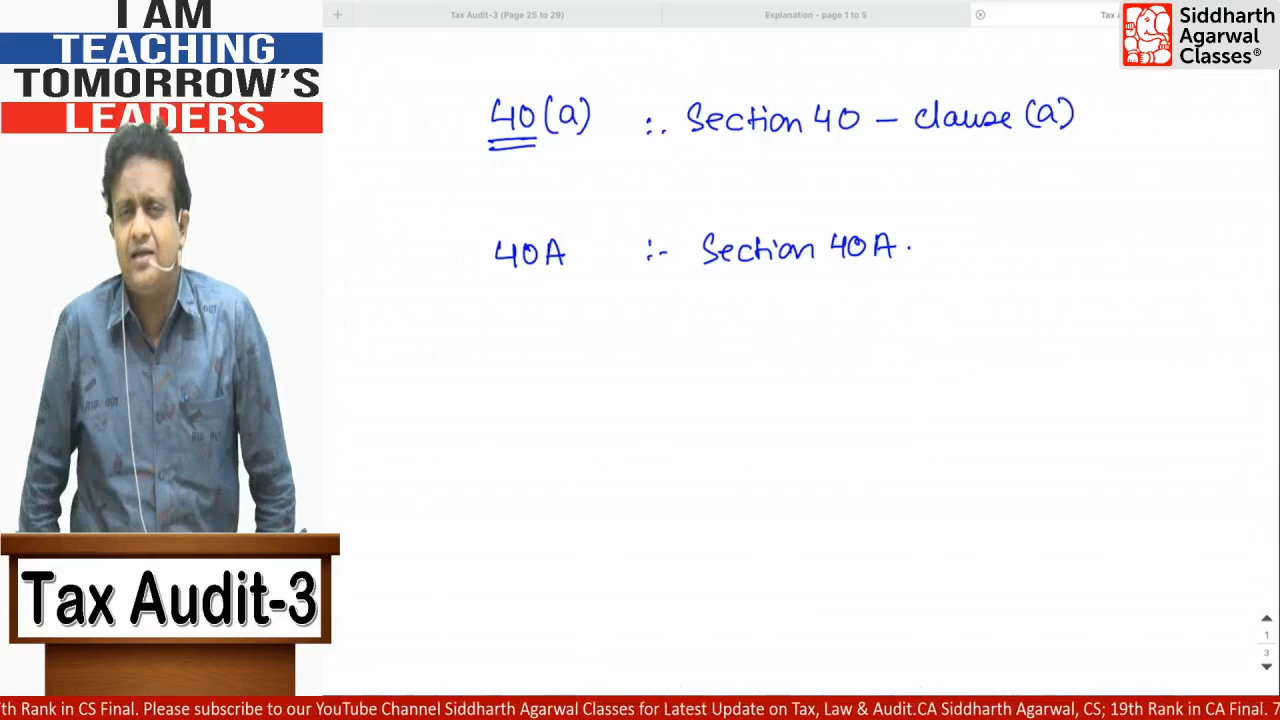 I AM
TEACHING
TOMORROW'S
LEADERS
Tax Audit-3 (Page 25 to 29)
Explanation - page 1 to 5
Siddharth
Agarwal
Classes®
40(a) :. Section 40 – clause (a)
40A :- Section 40A.
Tax Audit-3
1
3
th Rank in CS Final. Please subscribe to our YouTube Channel Siddharth Agarwal Classes for Latest Update on Tax, Law & Audit.CA Siddharth Agarwal, CS; 19th Rank in CA Final. 7